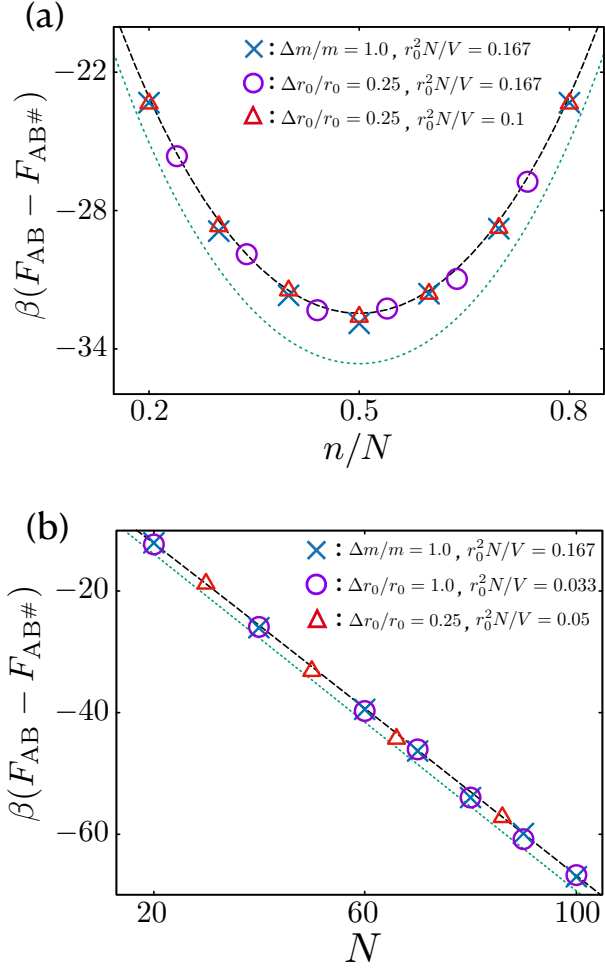 (a)
× : Δm/m = 1.0 , r₀²N/V = 0.167
○ : Δr₀/r₀ = 0.25 , r₀²N/V = 0.167
△ : Δr₀/r₀ = 0.25 , r₀²N/V = 0.1
β(F_AB − F_AB#)
−22
−28
−34
0.2 0.5 0.8
n/N
(b)
× : Δm/m = 1.0 , r₀²N/V = 0.167
○ : Δr₀/r₀ = 1.0 , r₀²N/V = 0.033
△ : Δr₀/r₀ = 0.25 , r₀²N/V = 0.05
β(F_AB − F_AB#)
−20
−40
−60
20 60 100
N